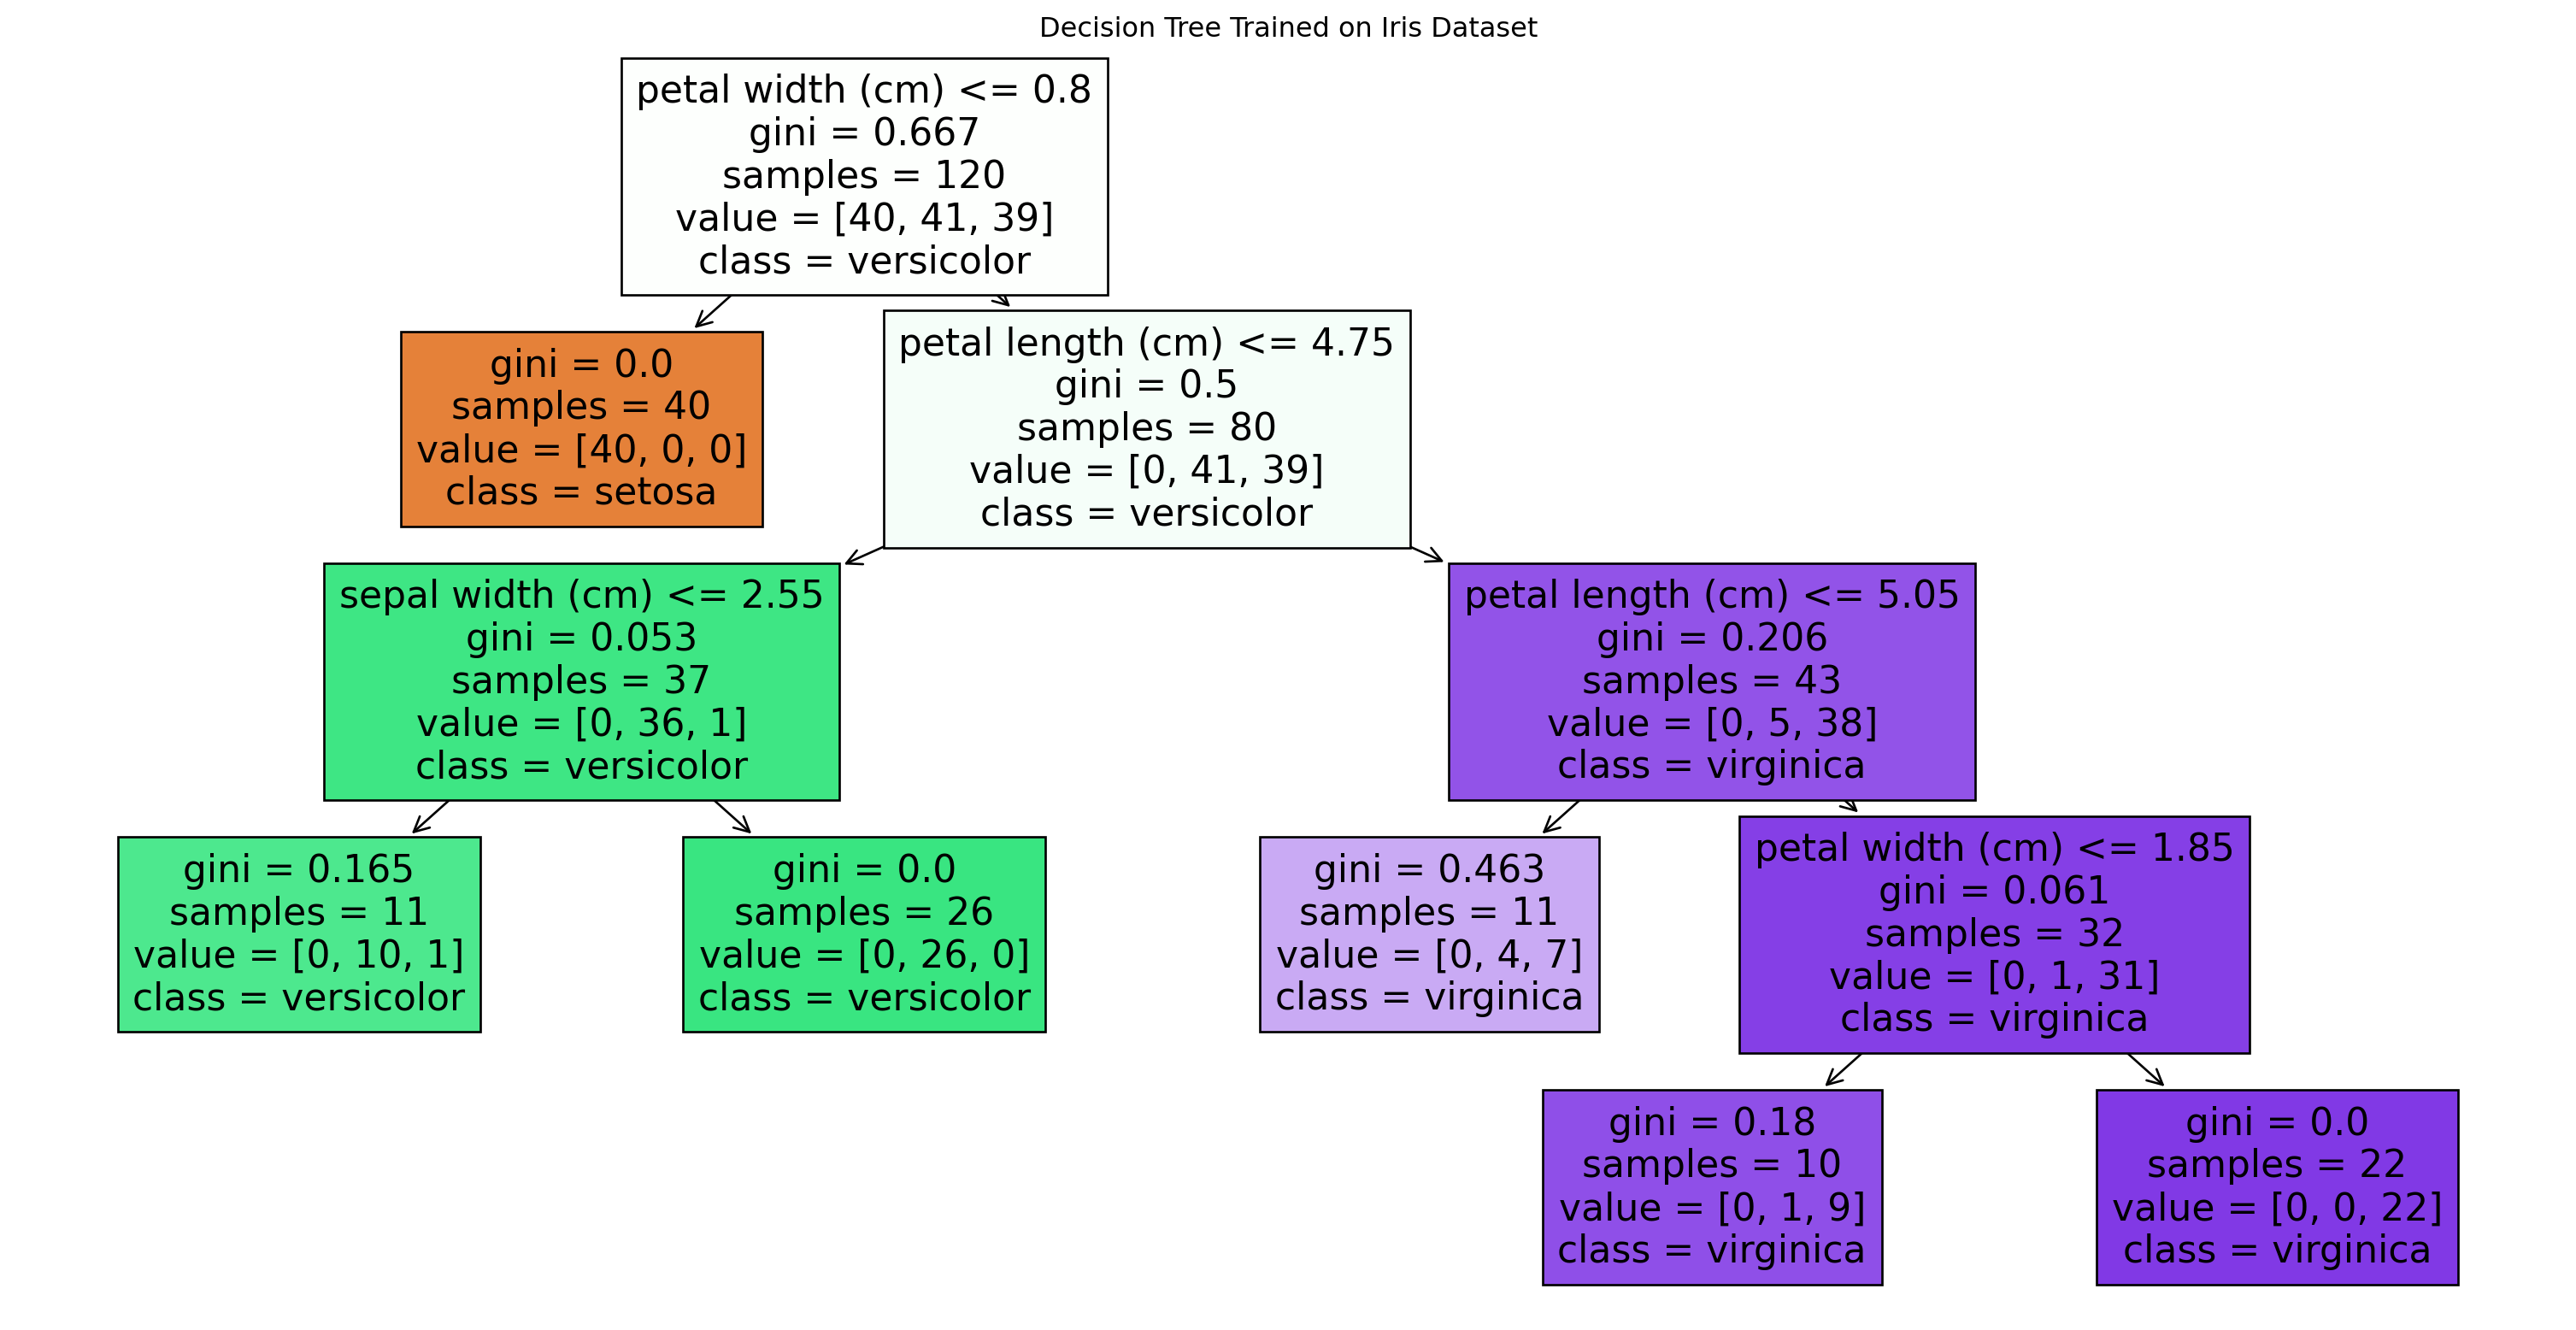 Decision Tree Trained on Iris Dataset
petal width (cm) <= 0.8
gini = 0.667
samples = 120
value = [40, 41, 39]
class = versicolor
gini = 0.0
samples = 40
value = [40, 0, 0]
class = setosa
petal length (cm) <= 4.75
gini = 0.5
samples = 80
value = [0, 41, 39]
class = versicolor
sepal width (cm) <= 2.55
gini = 0.053
samples = 37
value = [0, 36, 1]
class = versicolor
petal length (cm) <= 5.05
gini = 0.206
samples = 43
value = [0, 5, 38]
class = virginica
gini = 0.165
samples = 11
value = [0, 10, 1]
class = versicolor
gini = 0.0
samples = 26
value = [0, 26, 0]
class = versicolor
gini = 0.463
samples = 11
value = [0, 4, 7]
class = virginica
petal width (cm) <= 1.85
gini = 0.061
samples = 32
value = [0, 1, 31]
class = virginica
gini = 0.18
samples = 10
value = [0, 1, 9]
class = virginica
gini = 0.0
samples = 22
value = [0, 0, 22]
class = virginica